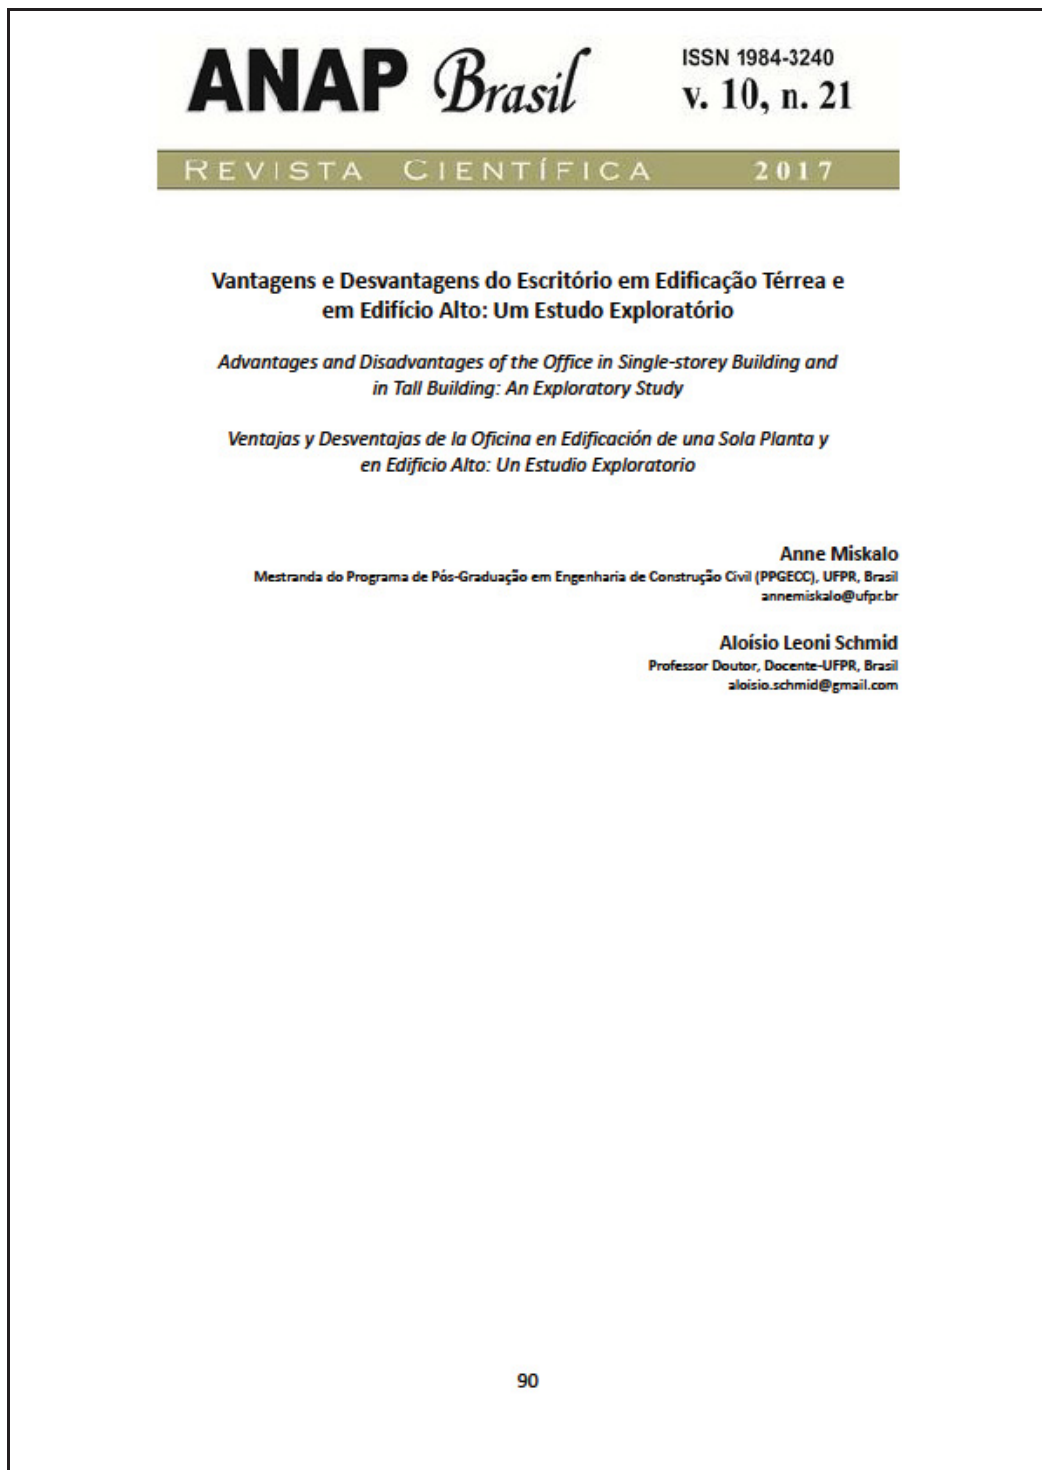 ANAP Brasil
ISSN 1984-3240
v. 10, n. 21
REVISTA CIENTÍFICA 2017
Vantagens e Desvantagens do Escritório em Edificação Térrea e
em Edifício Alto: Um Estudo Exploratório
Advantages and Disadvantages of the Office in Single-storey Building and
in Tall Building: An Exploratory Study
Ventajas y Desventajas de la Oficina en Edificación de una Sola Planta y
en Edificio Alto: Un Estudio Exploratorio
Anne Miskalo
Mestranda do Programa de Pós-Graduação em Engenharia de Construção Civil (PPGECC), UFPR, Brasil
annemiskalo@ufpr.br
Aloísio Leoni Schmid
Professor Doutor, Docente-UFPR, Brasil
aloisio.schmid@gmail.com
90